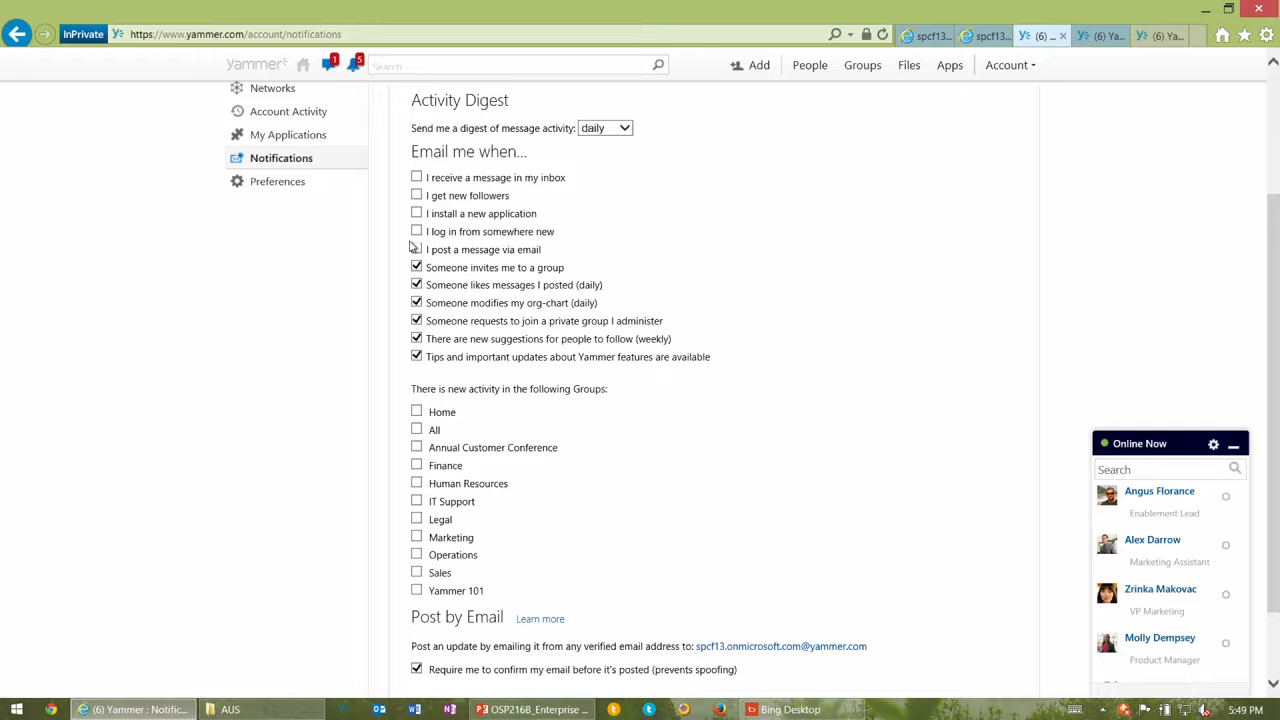 InPrivate
https://www.yammer.com/account/notifications
spcf13...
spcf13...
(6) ...
(6) Ya...
(6) Yo...
yammer
1
5
Search...
Add
People
Groups
Files
Apps
Account
Networks
Account Activity
My Applications
Notifications
Preferences
Activity Digest
Send me a digest of message activity: daily
Email me when...
I receive a message in my inbox
I get new followers
I install a new application
I log in from somewhere new
I post a message via email
Someone invites me to a group
Someone likes messages I posted (daily)
Someone modifies my org-chart (daily)
Someone requests to join a private group I administer
There are new suggestions for people to follow (weekly)
Tips and important updates about Yammer features are available
There is new activity in the following Groups:
Home
All
Annual Customer Conference
Finance
Human Resources
IT Support
Legal
Marketing
Operations
Sales
Yammer 101
Post by Email Learn more
Post an update by emailing it from any verified email address to: spcf13.onmicrosoft.com@yammer.com
Require me to confirm my email before it's posted (prevents spoofing)
Online Now
Search
Angus Florance
Enablement Lead
Alex Darrow
Marketing Assistant
Zrinka Makovac
VP Marketing
Molly Dempsey
Product Manager
(6) Yammer : Notific...
AUS
OSP216B_Enterprise ...
Bing Desktop
5:49 PM